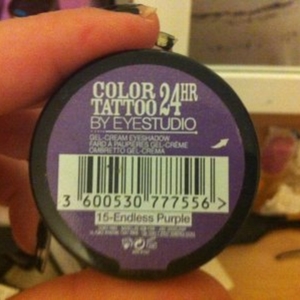 COLOR
TATTOO 24HR
BY EYESTUDIO
GEL-CREAM EYESHADOW
FARD À PAUPIÈRES GEL-CRÈME
OMBRETTO GEL-CREMA
3 600530 777556 >
15-Endless Purple